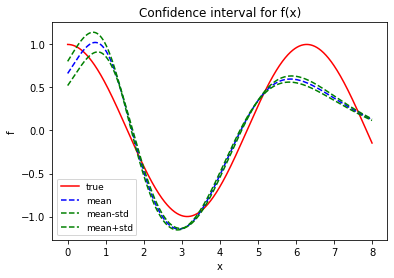 Confidence interval for f(x)
f
1.0
0.5
0.0
−0.5
−1.0
true
mean
mean-std
mean+std
0 1 2 3 4 5 6 7 8
x